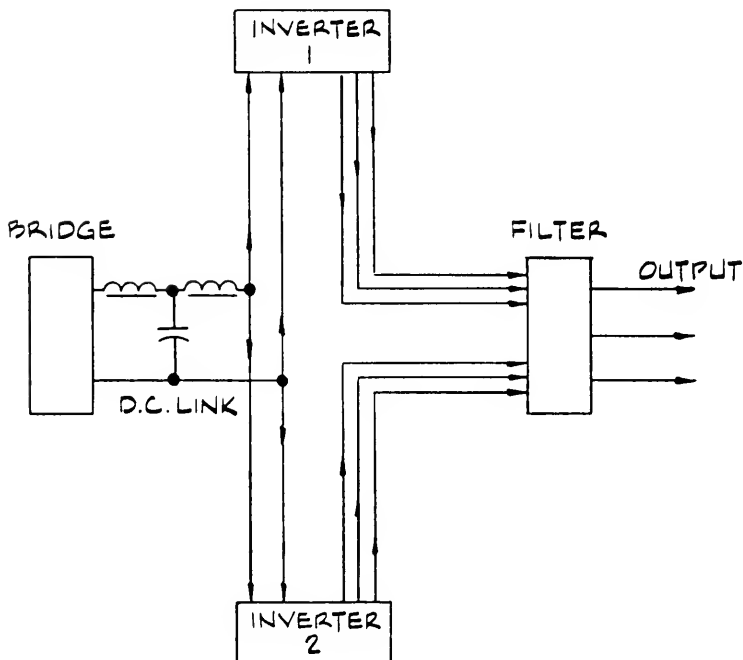 INVERTER
1
BRIDGE
FILTER
OUTPUT
D.C. LINK
INVERTER
2